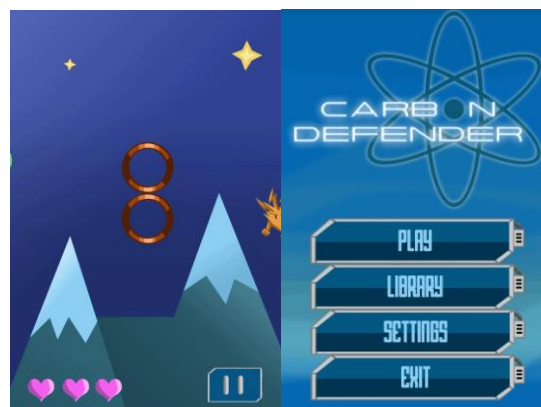 CARBON
DEFENDER
PLAY
LIBRARY
SETTINGS
EXIT